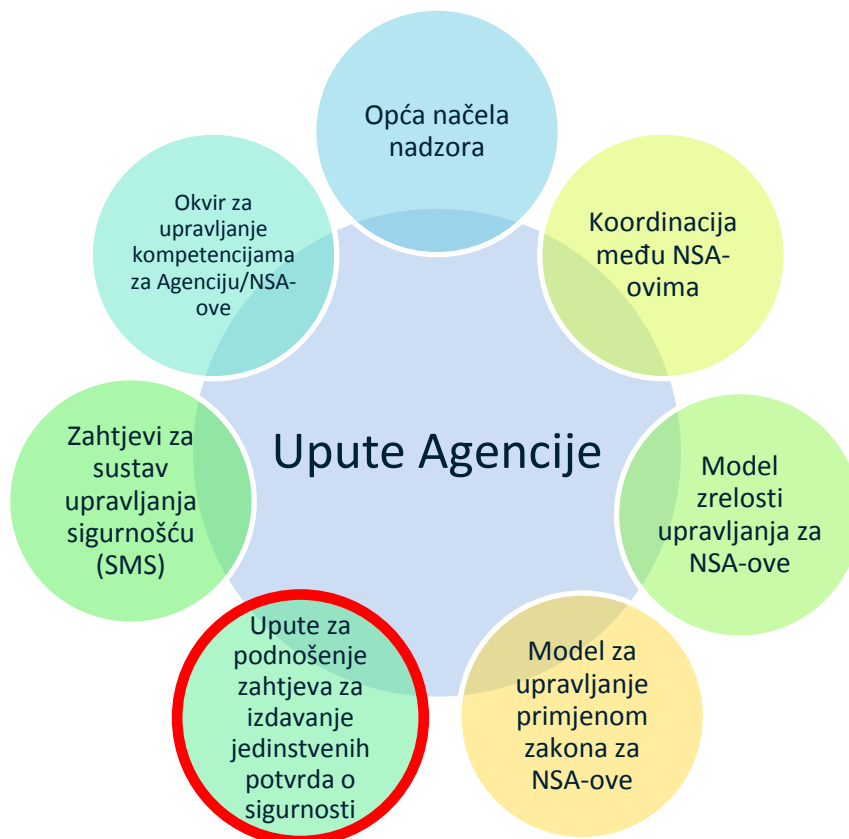 Opća načela
nadzora
Okvir za
upravljanje
kompetencijama
za Agenciju/NSA-
ove
Koordinacija
među NSA-
ovima
Upute Agencije
Zahtjevi za
sustav
upravljanja
sigurnošću
(SMS)
Model
zrelosti
upravljanja za
NSA-ove
Upute za
podnošenje
zahtjeva za
izdavanje
jedinstvenih
potvrda o
sigurnosti
Model za
upravljanje
primjenom
zakona za
NSA-ove